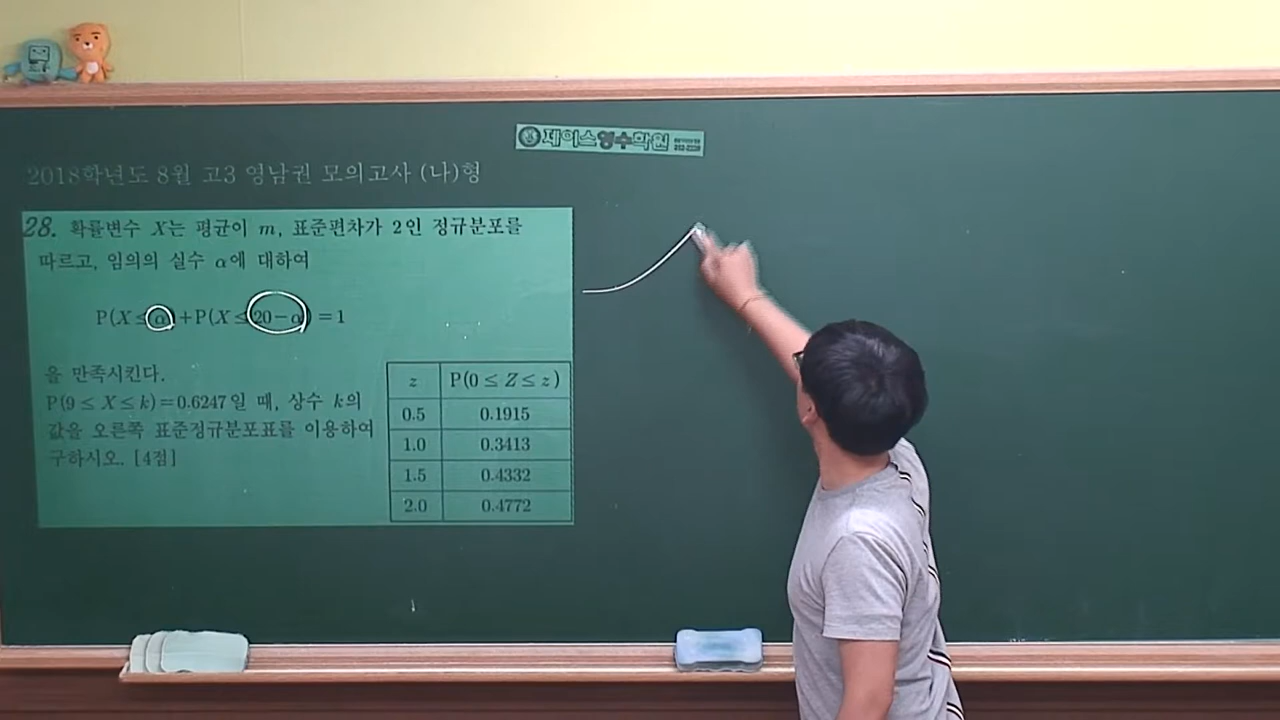 제이스영수학원
2018학년도 8월 고3 영남권 모의고사 (나)형
28. 확률변수 X는 평균이 m, 표준편차가 2인 정규분포를
따르고, 임의의 실수 α에 대하여
P(X≤α)+P(X≤20-α)=1
을 만족시킨다.
P(9≤X≤k)=0.6247일 때, 상수 k의
값을 오른쪽 표준정규분포표를 이용하여
구하시오. [4점]
z P(0≤Z≤z)
0.5 0.1915
1.0 0.3413
1.5 0.4332
2.0 0.4772